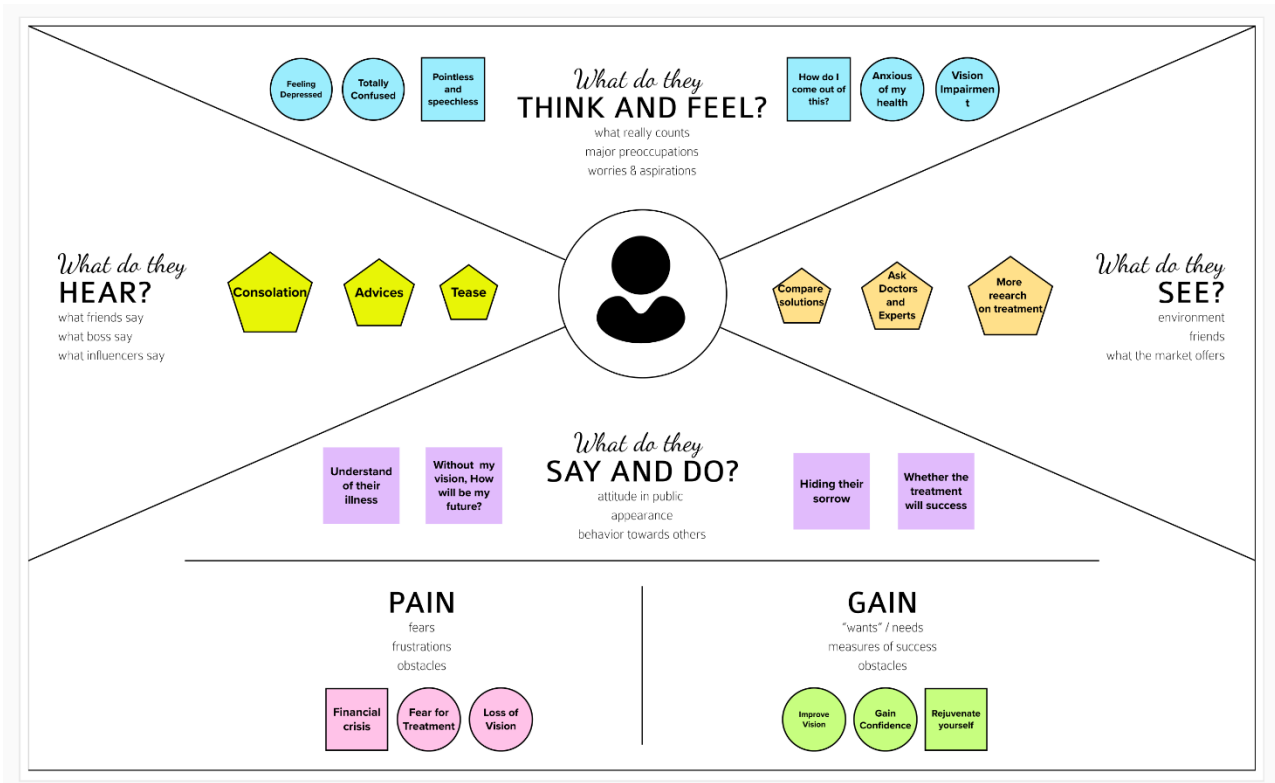 Feeling
Depressed
Totally
Confused
Pointless
and
speechless
What do they
THINK AND FEEL?
what really counts
major preoccupations
worries & aspirations
How do I
come out of
this?
Anxious
of my
health
Vision
Impairmen
t
What do they
HEAR?
what friends say
what boss say
what influencers say
Consolation
Advices
Tease
Compare
solutions
Ask
Doctors
and
Experts
More
reearch
on treatment
What do they
SEE?
environment
friends
what the market offers
Understand
of their
illness
Without my
vision, How
will be my
future?
What do they
SAY AND DO?
attitude in public
appearance
behavior towards others
Hiding their
sorrow
Whether the
treatment
will success
PAIN
fears
frustrations
obstacles
Financial
crisis
Fear for
Treatment
Loss of
Vision
GAIN
“wants” / needs
measures of success
obstacles
Improve
Vision
Gain
Confidence
Rejuvenate
yourself